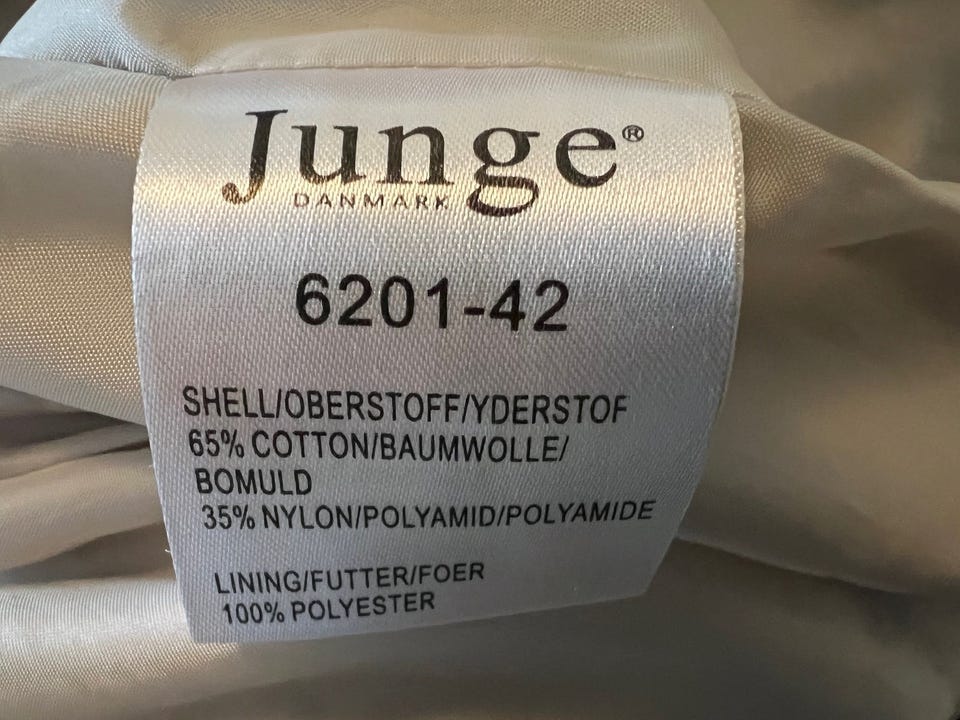 Junge®
DANMARK
6201-42
SHELL/OBERSTOFF/YDERSTOF
65% COTTON/BAUMWOLLE/
BOMULD
35% NYLON/POLYAMID/POLYAMIDE
LINING/FUTTER/FOER
100% POLYESTER